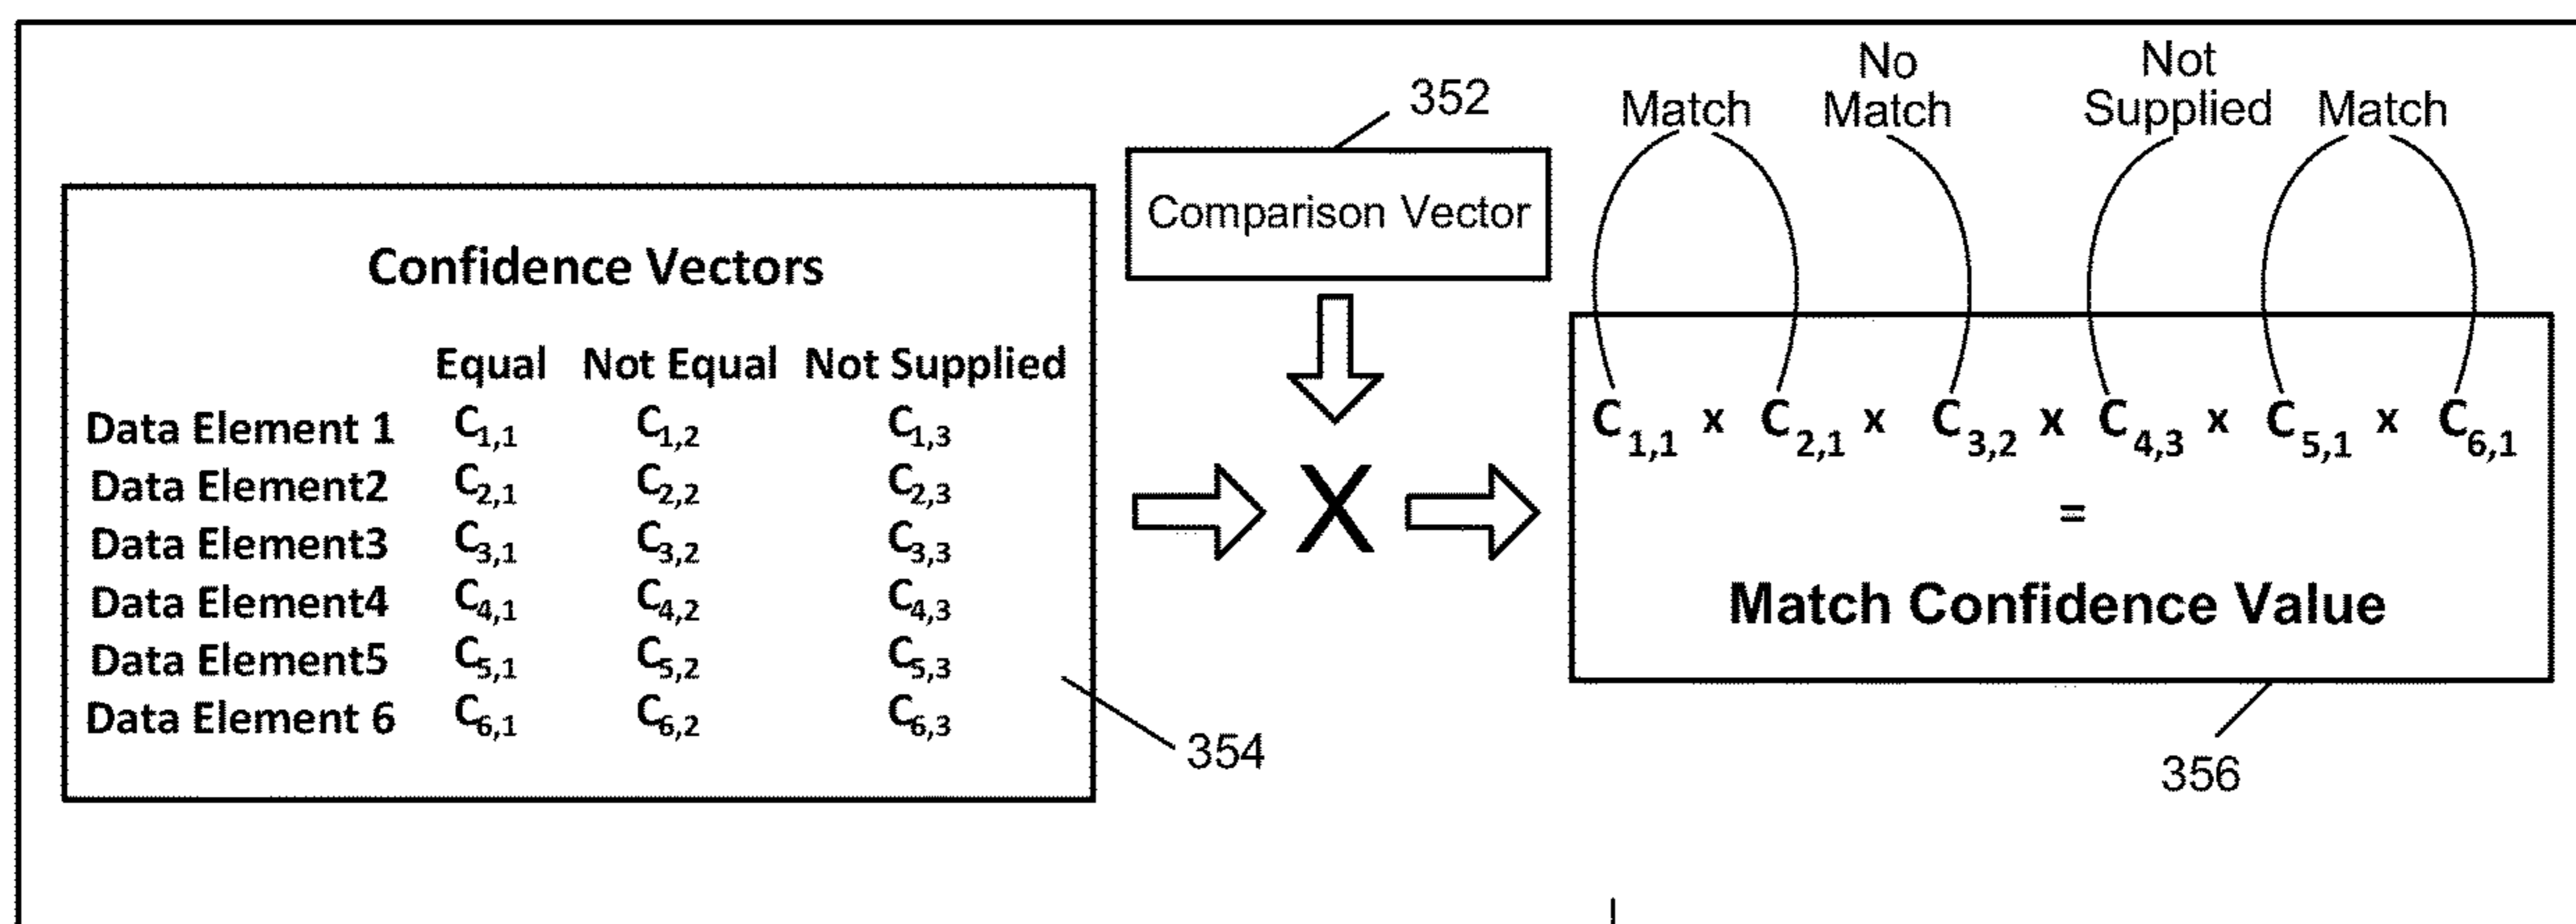 352
Comparison Vector
Confidence Vectors
Equal Not Equal Not Supplied
Data Element 1 C1,1 C1,2 C1,3
Data Element2 C2,1 C2,2 C2,3
Data Element3 C3,1 C3,2 C3,3
Data Element4 C4,1 C4,2 C4,3
Data Element5 C5,1 C5,2 C5,3
Data Element 6 C6,1 C6,2 C6,3
354
X
No Not
Match Match Supplied Match
C1,1 x C2,1 x C3,2 x C4,3 x C5,1 x C6,1
=
Match Confidence Value
356